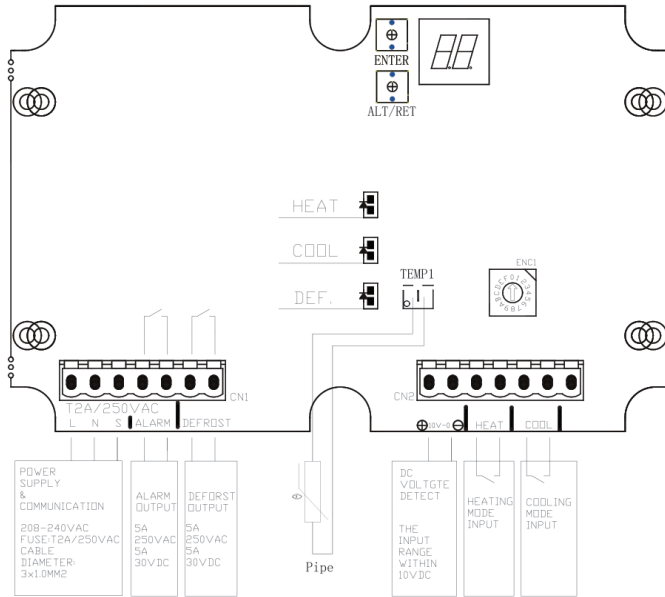 ENTER
ALT/RET
HEAT
COOL
DEF.
TEMP1
ENC1
ABCDEF0123456789
CN1
T2A/250VAC
L N S ALARM DEFROST
CN2
10V-0 HEAT COOL
POWER
SUPPLY
&
COMMUNICATION
208-240VAC
FUSE:T2A/250VAC
CABLE
DIAMETER:
3x1.0MM2
ALARM
OUTPUT
5A
250VAC
5A
30VDC
DEFORST
OUTPUT
5A
250VAC
5A
30VDC
θ
Pipe
DC
VOLTGTE
DETECT
THE
INPUT
RANGE
WITHIN
10VDC
HEATING
MODE
INPUT
COOLING
MODE
INPUT